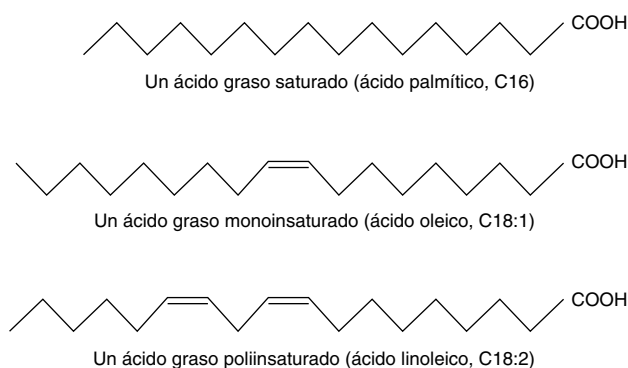 COOH
Un ácido graso saturado (ácido palmítico, C16)
COOH
Un ácido graso monoinsaturado (ácido oleico, C18:1)
COOH
Un ácido graso poliinsaturado (ácido linoleico, C18:2)